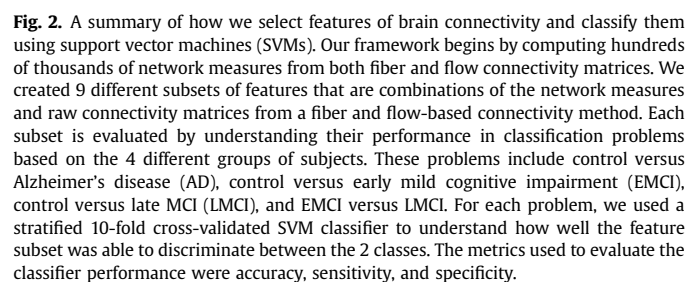 Fig. 2. A summary of how we select features of brain connectivity and classify them
using support vector machines (SVMs). Our framework begins by computing hundreds
of thousands of network measures from both fiber and flow connectivity matrices. We
created 9 different subsets of features that are combinations of the network measures
and raw connectivity matrices from a fiber and flow-based connectivity method. Each
subset is evaluated by understanding their performance in classification problems
based on the 4 different groups of subjects. These problems include control versus
Alzheimer's disease (AD), control versus early mild cognitive impairment (EMCI),
control versus late MCI (LMCI), and EMCI versus LMCI. For each problem, we used a
stratified 10-fold cross-validated SVM classifier to understand how well the feature
subset was able to discriminate between the 2 classes. The metrics used to evaluate the
classifier performance were accuracy, sensitivity, and specificity.